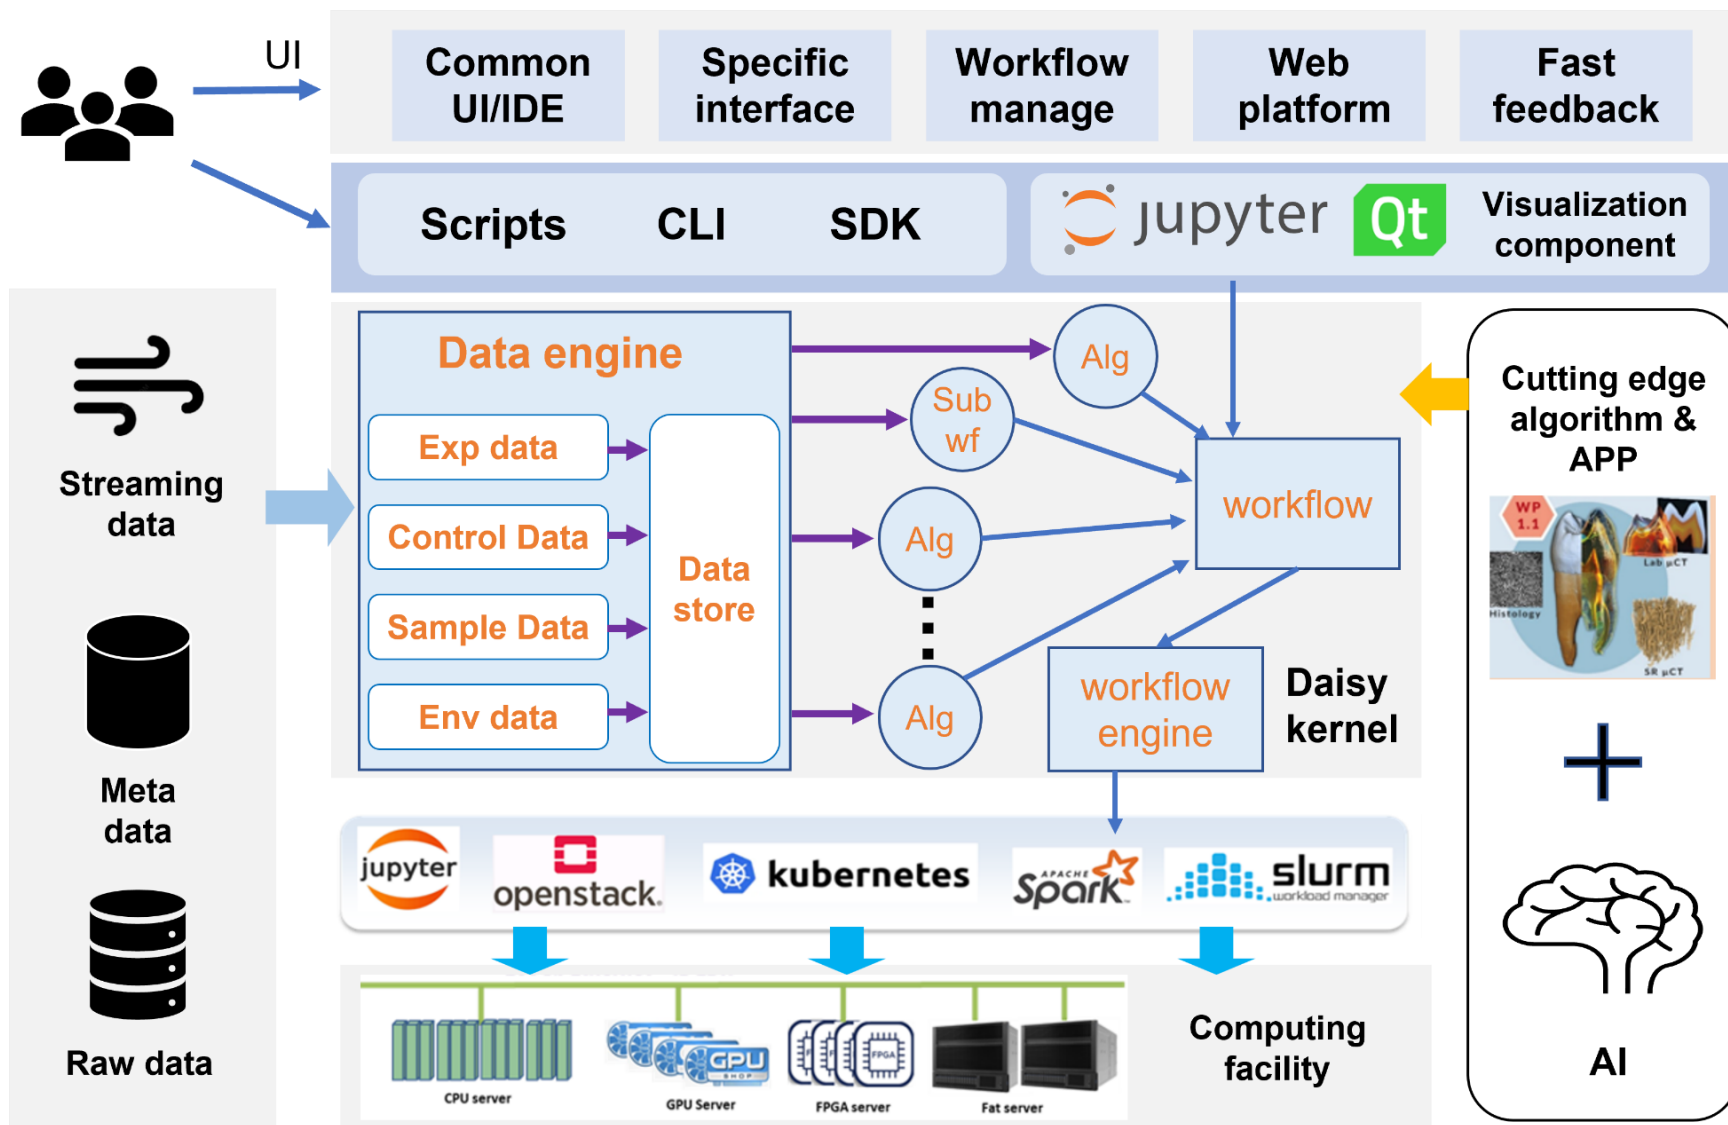 UI
Common
UI/IDE
Specific
interface
Workflow
manage
Web
platform
Fast
feedback
Scripts
CLI
SDK
jupyter
Qt
Visualization
component
Streaming
data
Meta
data
Raw data
Data engine
Exp data
Control Data
Sample Data
Env data
Data
store
Alg
Sub
wf
Alg
Alg
workflow
workflow
engine
Daisy
kernel
Cutting edge
algorithm &
APP
WP
1.1
Lab µCT
Histology
SR µCT
AI
jupyter
openstack.
kubernetes
APACHE
Spark
slurm
workload manager
CPU server
GPU
SHOP
GPU Server
FPGA
FPGA server
Fat server
Computing
facility